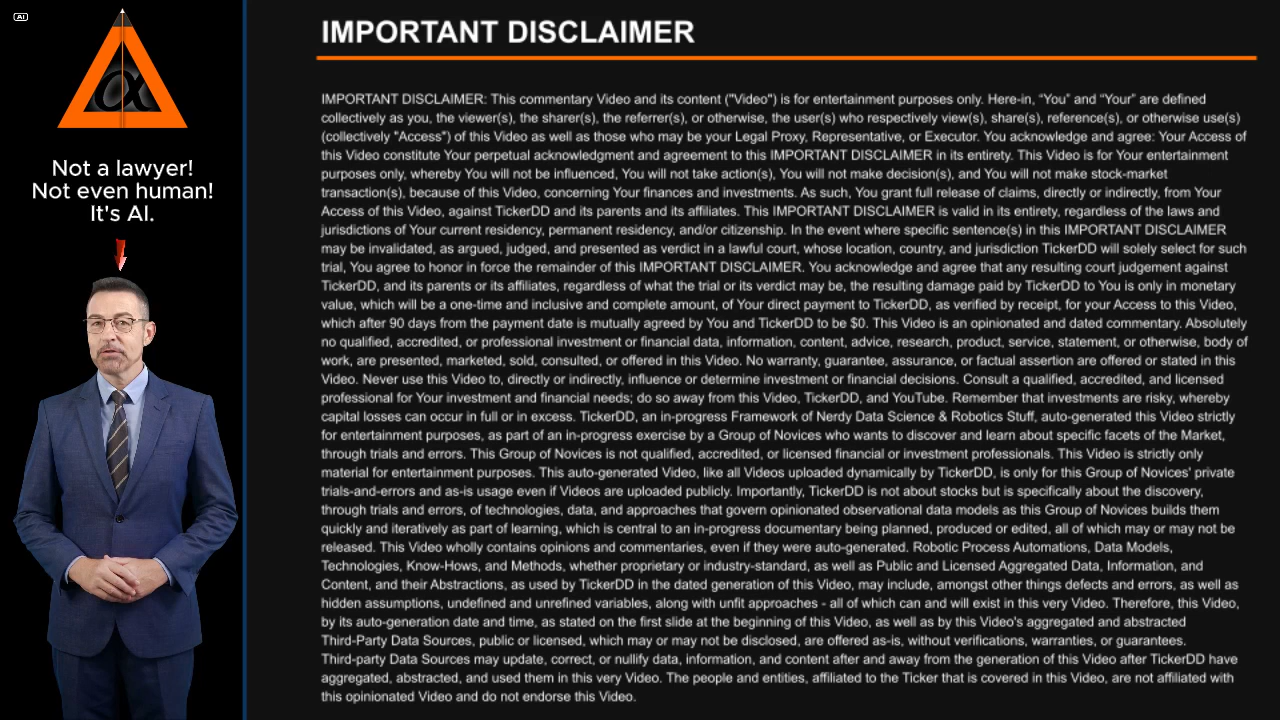 AI
α
Not a lawyer!
Not even human!
It's AI.
IMPORTANT DISCLAIMER
IMPORTANT DISCLAIMER: This commentary Video and its content ("Video") is for entertainment purposes only. Here-in, “You” and “Your” are defined
collectively as you, the viewer(s), the sharer(s), the referrer(s), or otherwise, the user(s) who respectively view(s), share(s), reference(s), or otherwise use(s)
(collectively "Access") of this Video as well as those who may be your Legal Proxy, Representative, or Executor. You acknowledge and agree: Your Access of
this Video constitute Your perpetual acknowledgment and agreement to this IMPORTANT DISCLAIMER in its entirety. This Video is for Your entertainment
purposes only, whereby You will not be influenced, You will not take action(s), You will not make decision(s), and You will not make stock-market
transaction(s), because of this Video, concerning Your finances and investments. As such, You grant full release of claims, directly or indirectly, from Your
Access of this Video, against TickerDD and its parents and its affiliates. This IMPORTANT DISCLAIMER is valid in its entirety, regardless of the laws and
jurisdictions of Your current residency, permanent residency, and/or citizenship. In the event where specific sentence(s) in this IMPORTANT DISCLAIMER
may be invalidated, as argued, judged, and presented as verdict in a lawful court, whose location, country, and jurisdiction TickerDD will solely select for such
trial, You agree to honor in force the remainder of this IMPORTANT DISCLAIMER. You acknowledge and agree that any resulting court judgement against
TickerDD, and its parents or its affiliates, regardless of what the trial or its verdict may be, the resulting damage paid by TickerDD to You is only in monetary
value, which will be a one-time and inclusive and complete amount, of Your direct payment to TickerDD, as verified by receipt, for your Access to this Video,
which after 90 days from the payment date is mutually agreed by You and TickerDD to be $0. This Video is an opinionated and dated commentary. Absolutely
no qualified, accredited, or professional investment or financial data, information, content, advice, research, product, service, statement, or otherwise, body of
work, are presented, marketed, sold, consulted, or offered in this Video. No warranty, guarantee, assurance, or factual assertion are offered or stated in this
Video. Never use this Video to, directly or indirectly, influence or determine investment or financial decisions. Consult a qualified, accredited, and licensed
professional for Your investment and financial needs; do so away from this Video, TickerDD, and YouTube. Remember that investments are risky, whereby
capital losses can occur in full or in excess. TickerDD, an in-progress Framework of Nerdy Data Science & Robotics Stuff, auto-generated this Video strictly
for entertainment purposes, as part of an in-progress exercise by a Group of Novices who wants to discover and learn about specific facets of the Market,
through trials and errors. This Group of Novices is not qualified, accredited, or licensed financial or investment professionals. This Video is strictly only
material for entertainment purposes. This auto-generated Video, like all Videos uploaded dynamically by TickerDD, is only for this Group of Novices' private
trials-and-errors and as-is usage even if Videos are uploaded publicly. Importantly, TickerDD is not about stocks but is specifically about the discovery,
through trials and errors, of technologies, data, and approaches that govern opinionated observational data models as this Group of Novices builds them
quickly and iteratively as part of learning, which is central to an in-progress documentary being planned, produced or edited, all of which may or may not be
released. This Video wholly contains opinions and commentaries, even if they were auto-generated. Robotic Process Automations, Data Models,
Technologies, Know-Hows, and Methods, whether proprietary or industry-standard, as well as Public and Licensed Aggregated Data, Information, and
Content, and their Abstractions, as used by TickerDD in the dated generation of this Video, may include, amongst other things defects and errors, as well as
hidden assumptions, undefined and unrefined variables, along with unfit approaches - all of which can and will exist in this very Video. Therefore, this Video,
by its auto-generation date and time, as stated on the first slide at the beginning of this Video, as well as by this Video's aggregated and abstracted
Third-Party Data Sources, public or licensed, which may or may not be disclosed, are offered as-is, without verifications, warranties, or guarantees.
Third-party Data Sources may update, correct, or nullify data, information, and content after and away from the generation of this Video after TickerDD have
aggregated, abstracted, and used them in this very Video. The people and entities, affiliated to the Ticker that is covered in this Video, are not affiliated with
this opinionated Video and do not endorse this Video.